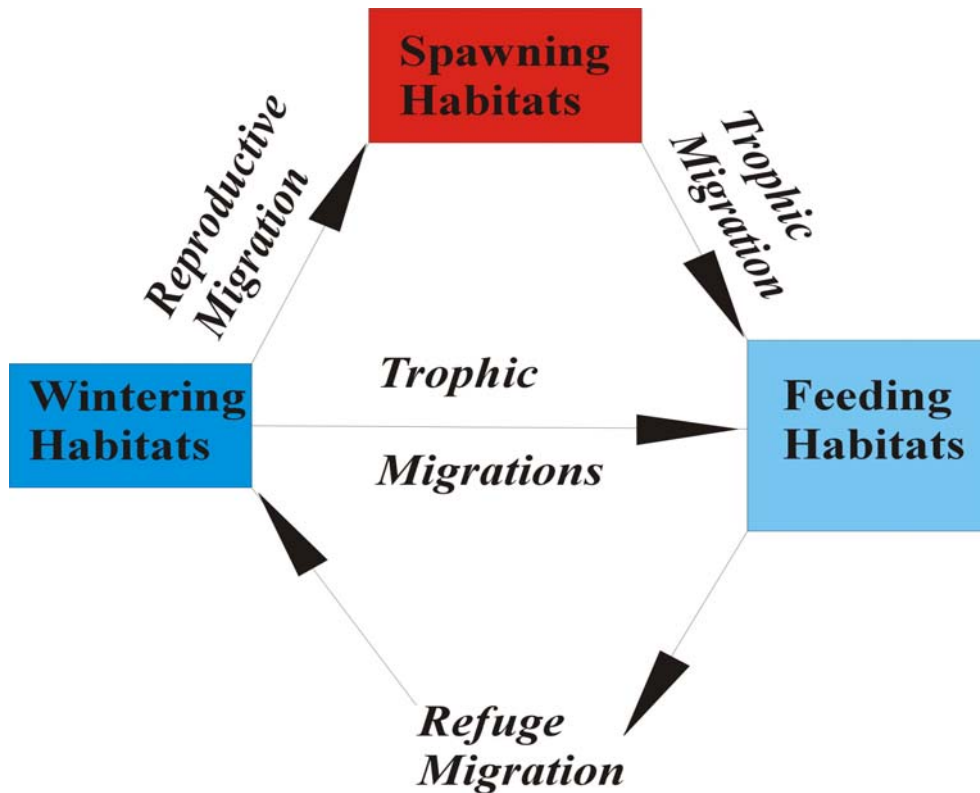 Spawning
Habitats
Reproductive
Migration
Trophic
Migration
Wintering
Habitats
Trophic
Migrations
Feeding
Habitats
Refuge
Migration